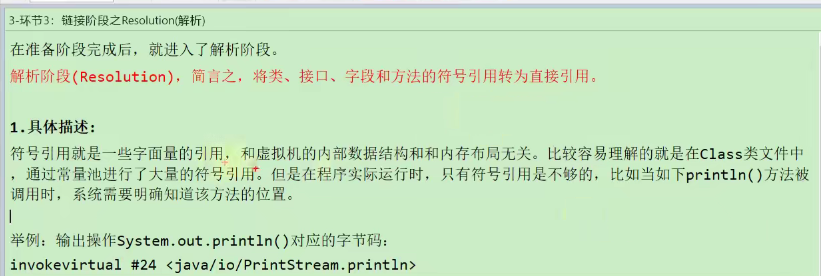 3-环节3：链接阶段之Resolution(解析)
在准备阶段完成后，就进入了解析阶段。
解析阶段(Resolution)，简言之，将类、接口、字段和方法的符号引用转为直接引用。
1.具体描述：
符号引用就是一些字面量的引用，和虚拟机的内部数据结构和和内存布局无关。比较容易理解的就是在Class类文件中
，通过常量池进行了大量的符号引用。但是在程序实际运行时，只有符号引用是不够的，比如当如下println()方法被
调用时，系统需要明确知道该方法的位置。
举例：输出操作System.out.println()对应的字节码：
invokevirtual #24 <java/io/PrintStream.println>